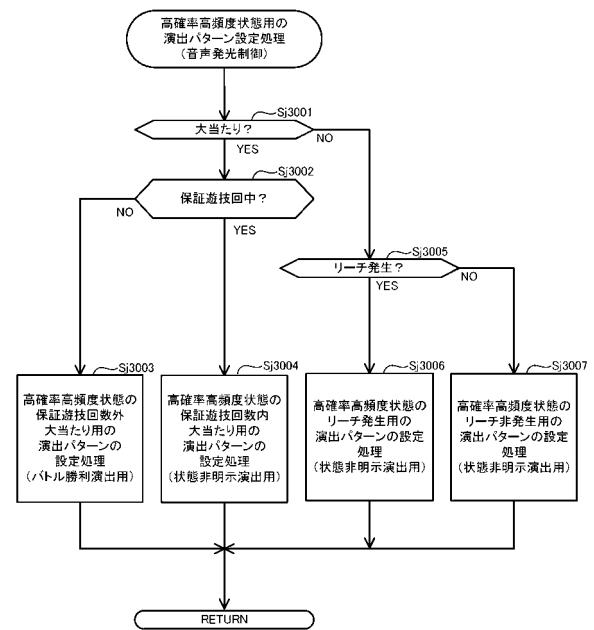 高確率高頻度状態用の
演出パターン設定処理
（音声発光制御）
Sj3001
大当たり？
YES
NO
Sj3002
保証遊技回中？
NO
YES
Sj3005
リーチ発生？
YES
NO
Sj3003
高確率高頻度状態の
保証遊技回数外
大当たり用の
演出パターンの
設定処理
（バトル勝利演出用）
Sj3004
高確率高頻度状態の
保証遊技回数内
大当たり用の
演出パターンの
設定処理
（状態非明示演出用）
Sj3006
高確率高頻度状態の
リーチ発生用の
演出パターンの設定
処理
（状態非明示演出用）
Sj3007
高確率高頻度状態の
リーチ非発生用の
演出パターンの設定
処理
（状態非明示演出用）
RETURN